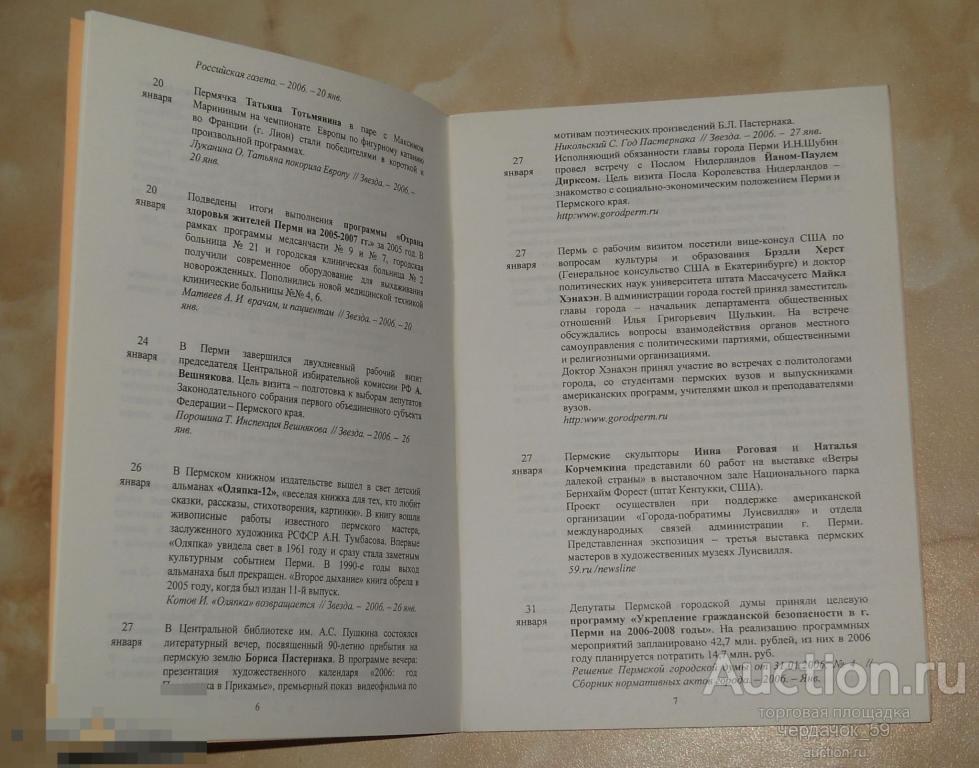 Российская газета. – 2006. – 20 янв.
20
января
Пермячка Татьяна Тотьмянина в паре с Максимом
Марининым на чемпионате Европы по фигурному катанию
во Франции (г. Лион) стали победителями в короткой и
произвольной программах.
Луканина О. Татьяна покорила Европу // Звезда. – 2006. –
20 янв.
20
января
Подведены итоги выполнения программы «Охрана
здоровья жителей Перми на 2005-2007 гг.» за 2005 год. В
рамках программы медсанчасти № 9 и № 7, городская
больница № 21 и городская клиническая больница № 2
получили современное оборудование для выхаживания
новорожденных. Пополнились новой медицинской техникой
клинические больницы №№ 4, 6.
Матвеев А. И врачам, и пациентам // Звезда. – 2006. – 20
янв.
24
января
В Перми завершился двухдневный рабочий визит
председателя Центральной избирательной комиссии РФ А.
Вешнякова. Цель визита – подготовка к выборам депутатов
Законодательного собрания первого объединенного субъекта
Федерации – Пермского края.
Порошина Т. Инспекция Вешнякова // Звезда. – 2006. – 26
янв.
26
января
В Пермском книжном издательстве вышел в свет детский
альманах «Оляпка-12», «веселая книжка для тех, кто любит
сказки, рассказы, стихотворения, картинки». В книгу вошли
живописные работы известного пермского мастера,
заслуженного художника РСФСР А.Н. Тумбасова. Впервые
«Оляпка» увидела свет в 1961 году и сразу стала заметным
культурным событием Перми. В 1990-е годы выход
альманаха был прекращен. «Второе дыхание» книга обрела в
2005 году, когда был издан 11-й выпуск.
Котов И. «Оляпка» возвращается // Звезда. – 2006. – 26 янв.
27
января
В Центральной библиотеке им. А.С. Пушкина состоялся
литературный вечер, посвященный 90-летию прибытия на
пермскую землю Бориса Пастернака. В программе вечера:
презентация художественного календаря «2006: год
в Прикамье», премьерный показ видеофильма по
6
мотивам поэтических произведений Б.Л. Пастернака.
Никольский С. Год Пастернака // Звезда. – 2006. – 27 янв.
27
января
Исполняющий обязанности главы города Перми И.Н.Шубин
провел встречу с Послом Нидерландов Йаном-Паулем
Дирксом. Цель визита Посла Королевства Нидерландов –
знакомство с социально-экономическим положением Перми и
Пермского края.
http:www.gorodperm.ru
27
января
Пермь с рабочим визитом посетили вице-консул США по
вопросам культуры и образования Брэдли Херст
(Генеральное консульство США в Екатеринбурге) и доктор
политических наук университета штата Массачусетс Майкл
Хэнахэн. В администрации города гостей принял заместитель
главы города – начальник департамента общественных
отношений Илья Григорьевич Шулькин. На встрече
обсуждались вопросы взаимодействия органов местного
самоуправления с политическими партиями, общественными
и религиозными организациями.
Доктор Хэнахэн принял участие во встречах с политологами
города, со студентами пермских вузов и выпускниками
американских программ, учителями школ и преподавателями
вузов.
http:www.gorodperm.ru
27
января
Пермские скульпторы Инна Роговая и Наталья
Корчемкина представили 60 работ на выставке «Ветры
далекой страны» в выставочном зале Национального парка
Бернхайм Форест (штат Кентукки, США).
Проект осуществлен при поддержке американской
организации «Города-побратимы Луисвилла» и отдела
международных связей администрации г. Перми.
Представленная экспозиция – третья выставка пермских
мастеров в художественных музеях Луисвилля.
59.ru /newsline
31
января
Депутаты Пермской городской думы приняли целевую
программу «Укрепление гражданской безопасности в г.
Перми на 2006-2008 годы». На реализацию программных
мероприятий запланировано 42,7 млн. рублей, из них в 2006
году планируется потратить 14,7 млн. руб.
Решение Пермской городской думы от 31.01.2006 № 4 //
Сборник нормативных актов города. – 2006. – Янв.
7
Auction.ru
торговая площадка
чердачок_59
auction.ru